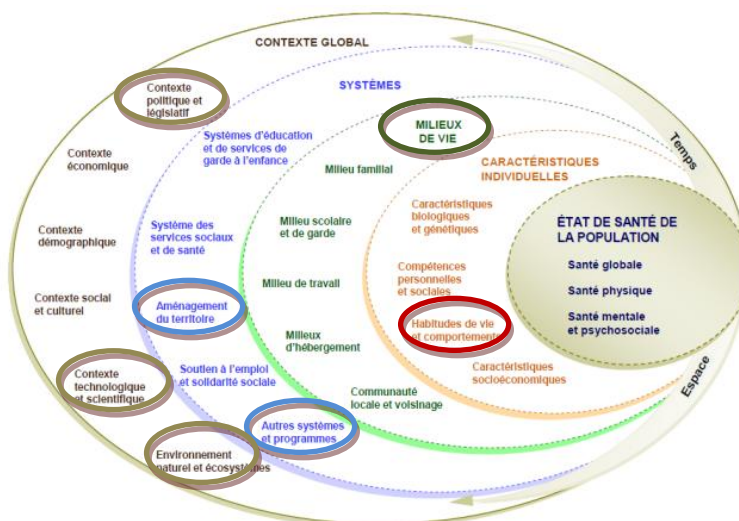 CONTEXTE GLOBAL
Contexte
politique et
législatif
Contexte
économique
Contexte
démographique
Contexte social
et culturel
Contexte
technologique
et scientifique
Environnement
naturel et écosystèmes
SYSTÈMES
Systèmes d'éducation
et de services de
garde à l'enfance
Système des
services sociaux
et de santé
Aménagement
du territoire
Soutien à l'emploi
et solidarité sociale
Autres systèmes
et programmes
MILIEUX
DE VIE
Milieu familial
Milieu scolaire
et de garde
Milieu de travail
Milieux
d'hébergement
Communauté
locale et voisinage
CARACTÉRISTIQUES
INDIVIDUELLES
Caractéristiques
biologiques
et génétiques
Compétences
personnelles
et sociales
Habitudes de vie
et comportements
Caractéristiques
socioéconomiques
ÉTAT DE SANTÉ DE
LA POPULATION
Santé globale
Santé physique
Santé mentale
et psychosociale
Temps
Espace